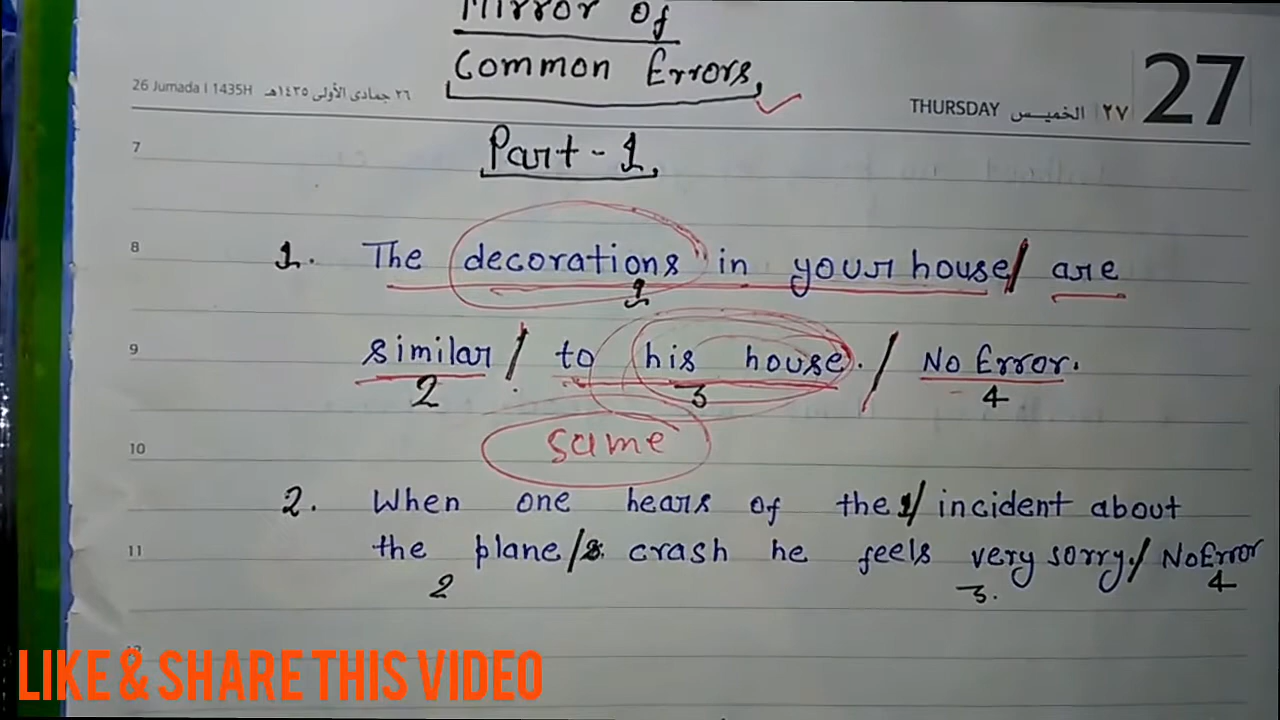 Mirror of
Common Errors.
26 Jumada I 1435H ٢٦ جمادى الأولى ١٤٣٥هـ
THURSDAY الخميس ٢٧ 27
Part-1.
7
8
1. The decorations in your house/ are
1
9
similar / to his house. / No Error.
2 3 4
10
same
2. When one hears of the 1/ incident about
11
the plane/ crash he feels very sorry./ No Error
2 3. 4
LIKE & SHARE THIS VIDEO